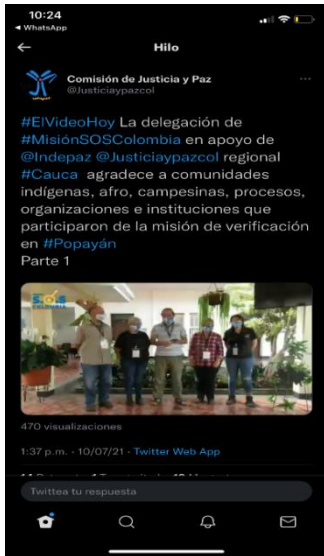 10:24
◄ WhatsApp
Hilo
Comisión de Justicia y Paz
@Justiciaypazcol
#ElVideoHoy La delegación de
#MisiónSOSColombia en apoyo de
@Indepaz @Justiciaypazcol regional
#Cauca agradece a comunidades
indígenas, afro, campesinas, procesos,
organizaciones e instituciones que
participaron de la misión de verificación
en #Popayán
Parte 1
S.O.S
COLOMBIA
470 visualizaciones
1:37 p.m. · 10/07/21 · Twitter Web App
Twittea tu respuesta